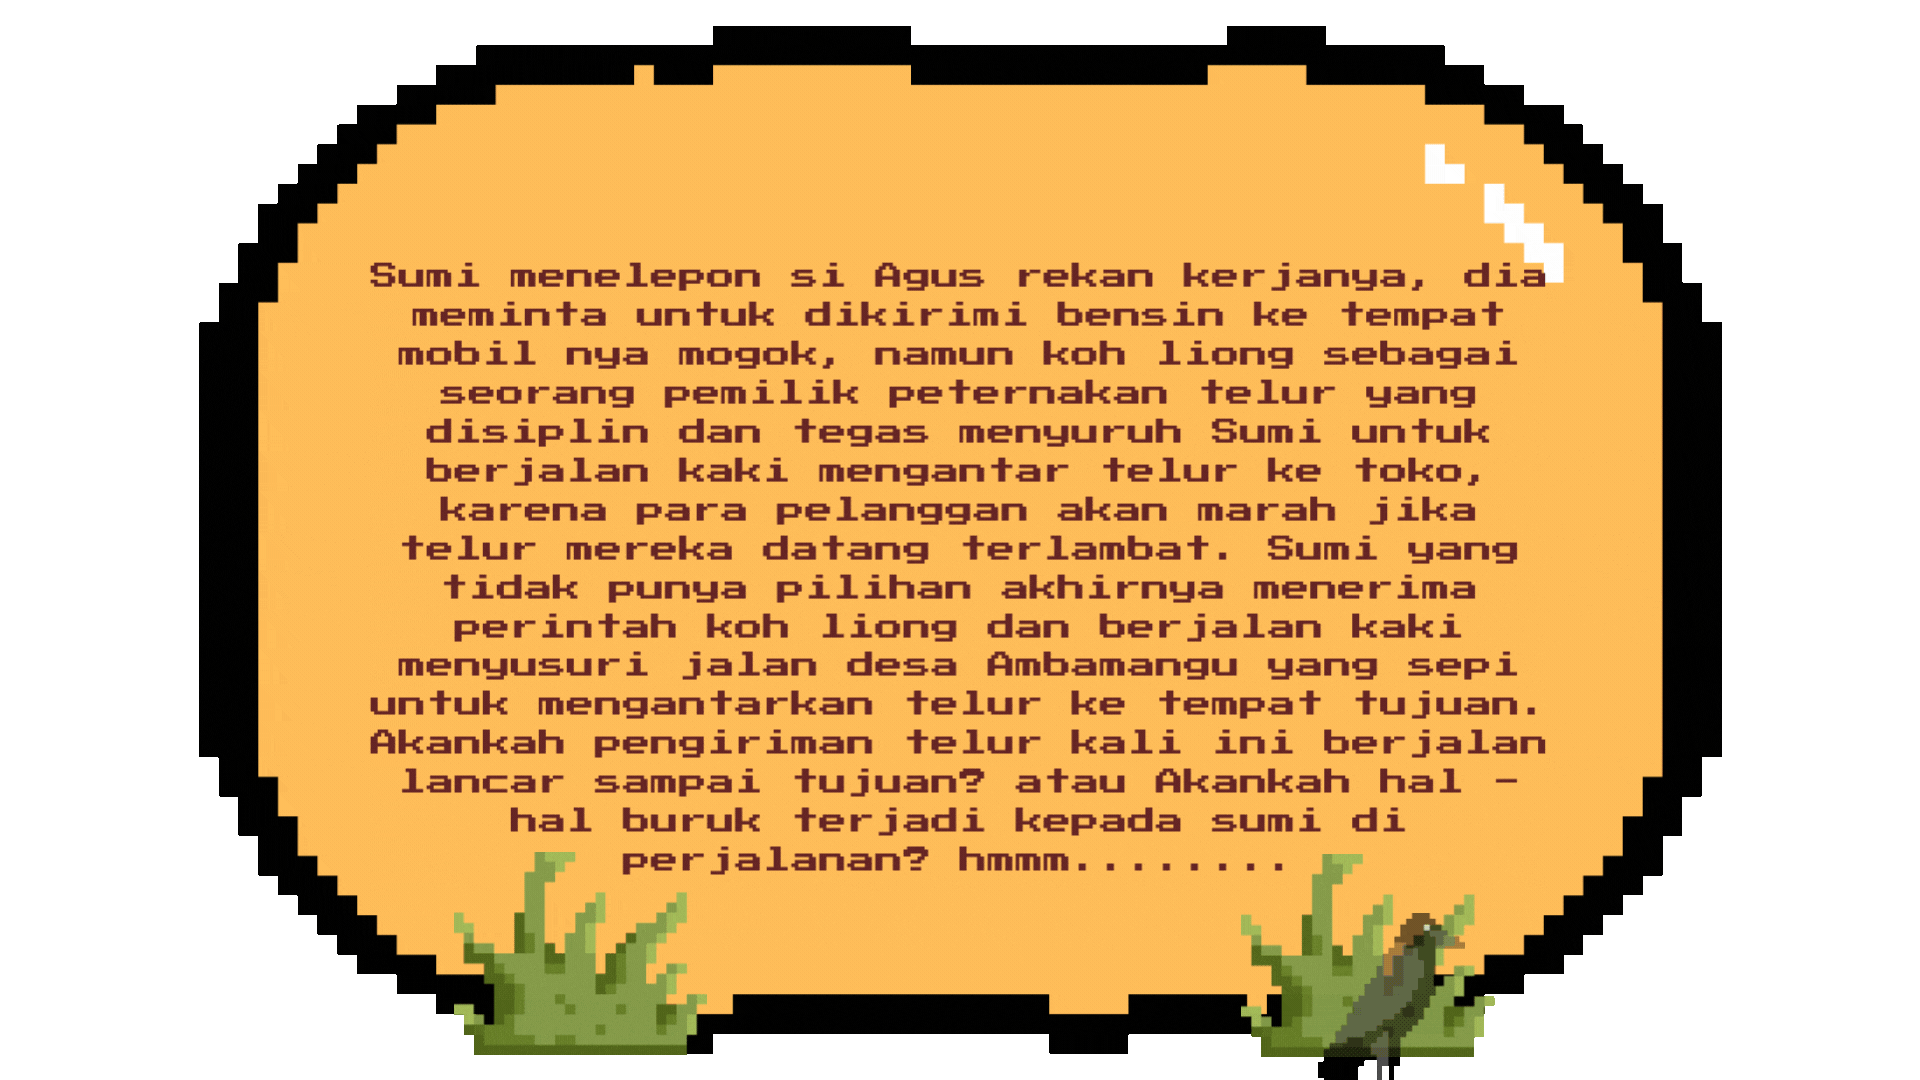 Sumi menelepon si Agus rekan kerjanya, dia
meminta untuk dikirimi bensin ke tempat
mobil nya mogok, namun koh liong sebagai
seorang pemilik peternakan telur yang
disiplin dan tegas menyuruh Sumi untuk
berjalan kaki mengantar telur ke toko,
karena para pelanggan akan marah jika
telur mereka datang terlambat. Sumi yang
tidak punya pilihan akhirnya menerima
perintah koh liong dan berjalan kaki
menyusuri jalan desa Ambamangu yang sepi
untuk mengantarkan telur ke tempat tujuan.
Akankah pengiriman telur kali ini berjalan
lancar sampai tujuan? atau Akankah hal -
hal buruk terjadi kepada sumi di
perjalanan? hmmm........